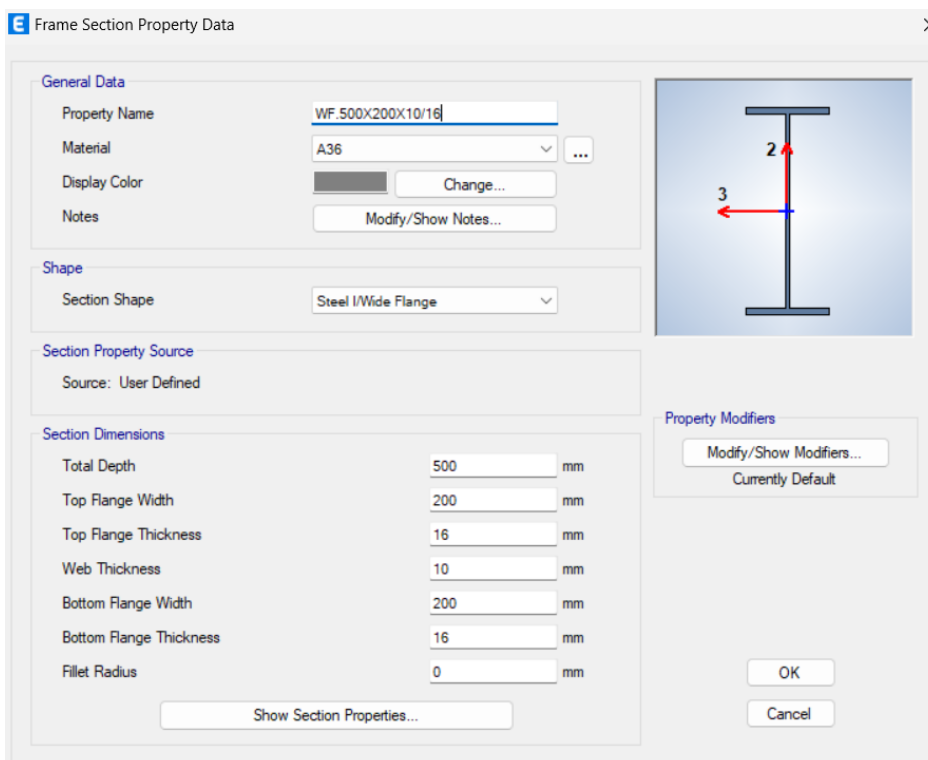 E Frame Section Property Data
General Data
Property Name WF.500X200X10/16
Material A36 ...
Display Color Change...
Notes Modify/Show Notes...
Shape
Section Shape Steel I/Wide Flange
Section Property Source
Source: User Defined
Section Dimensions
Total Depth 500 mm
Top Flange Width 200 mm
Top Flange Thickness 16 mm
Web Thickness 10 mm
Bottom Flange Width 200 mm
Bottom Flange Thickness 16 mm
Fillet Radius 0 mm
Show Section Properties...
2
3
Property Modifiers
Modify/Show Modifiers...
Currently Default
OK
Cancel